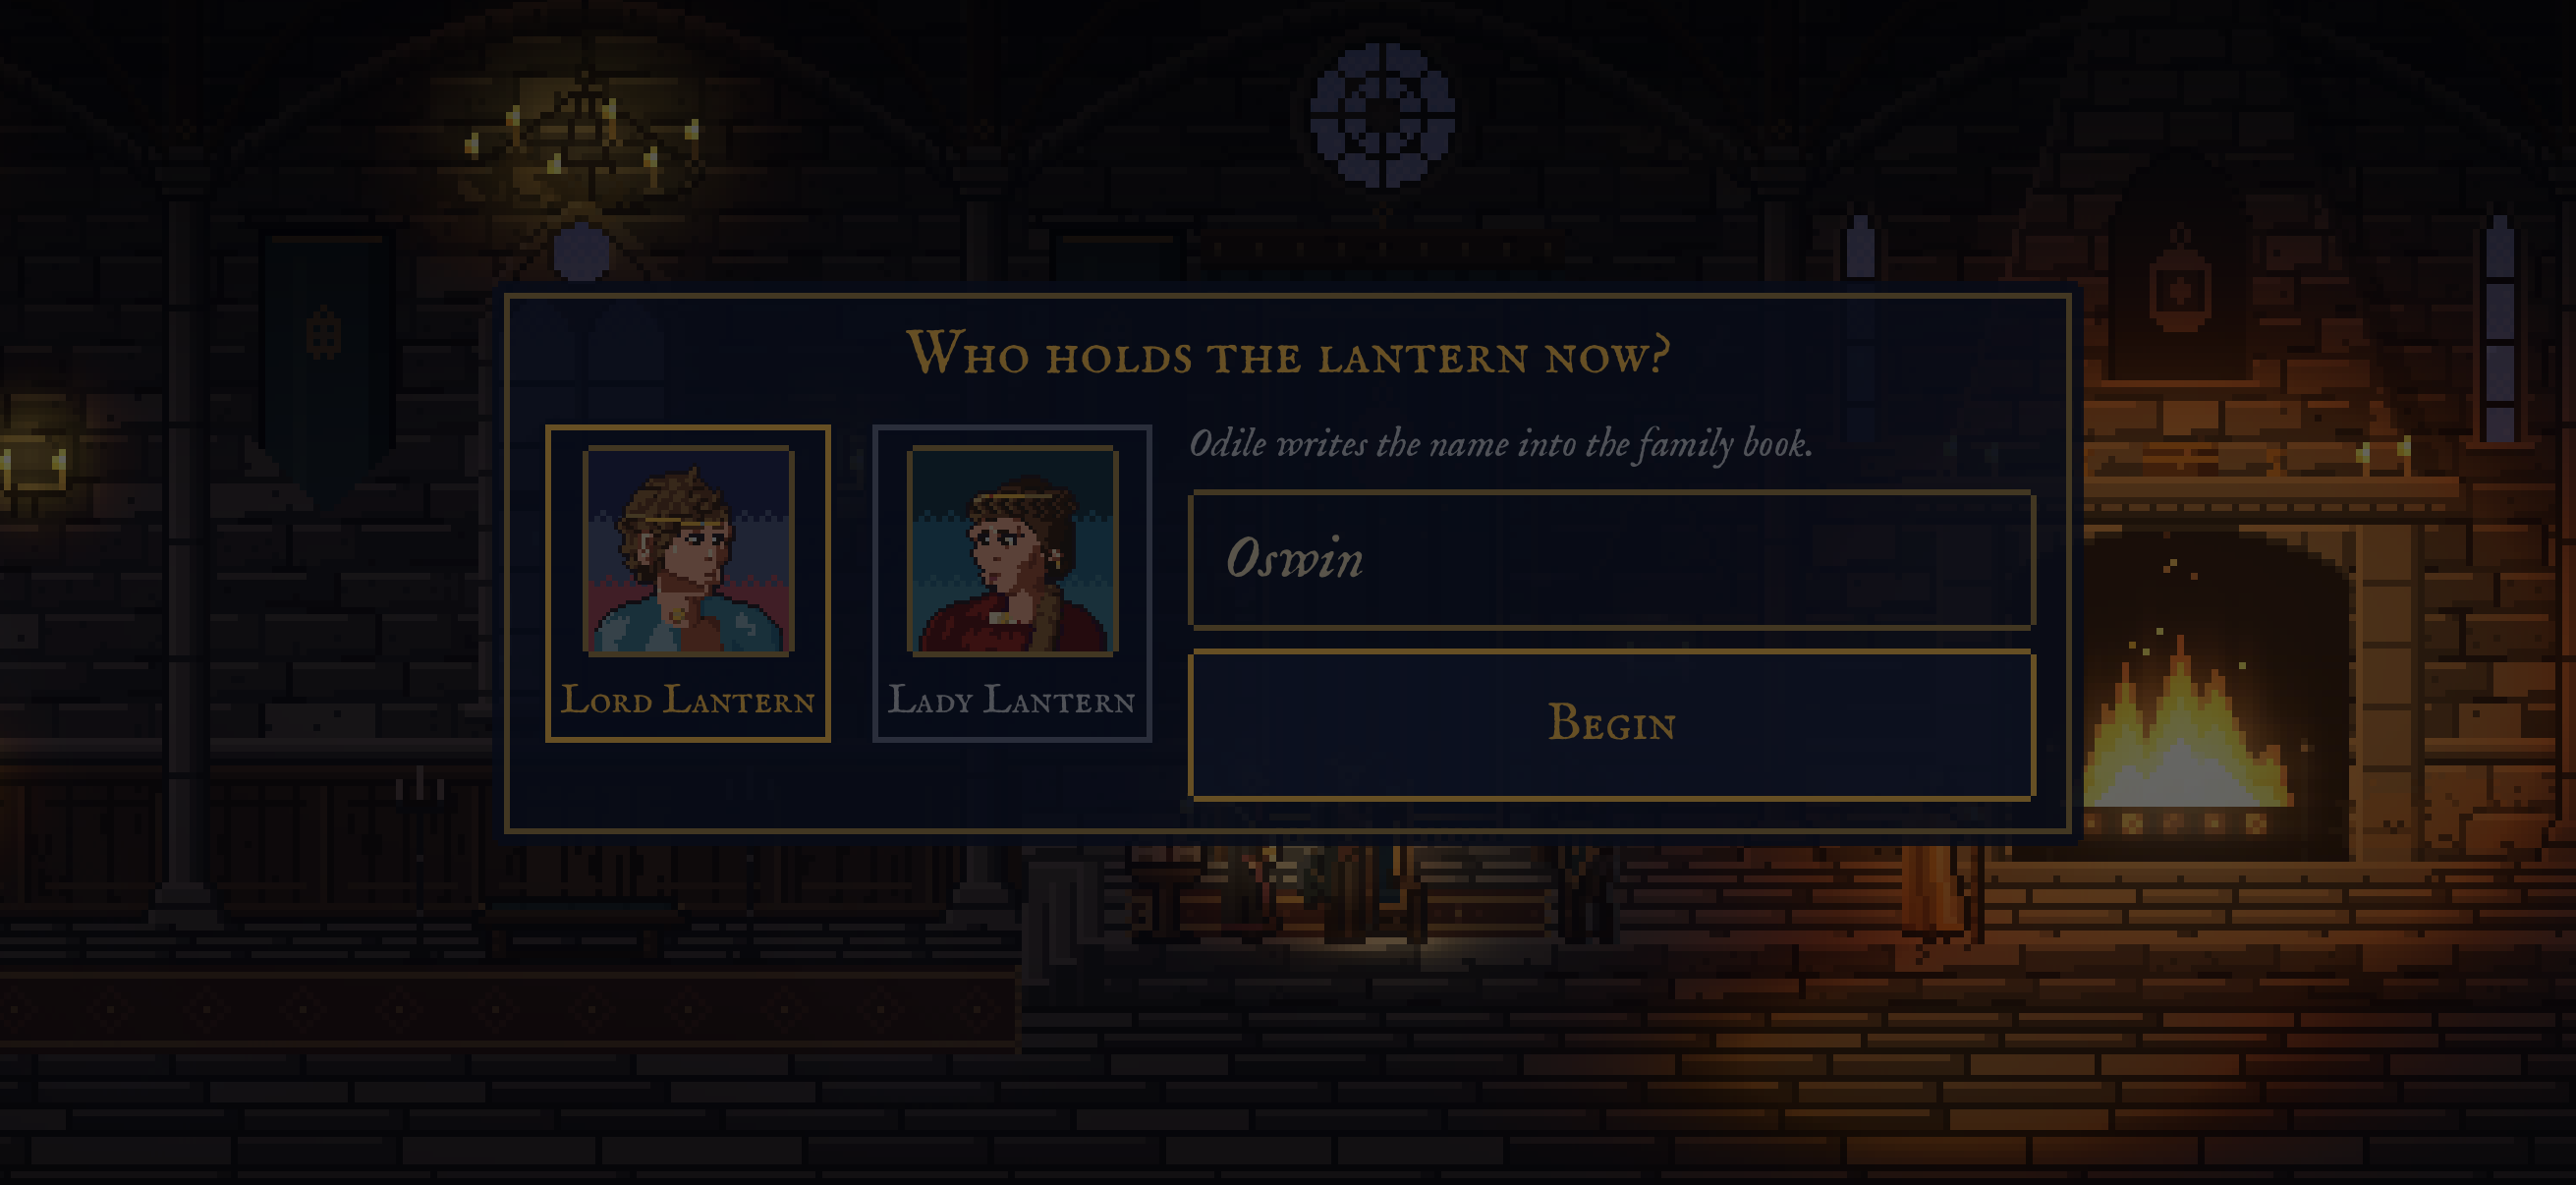 Who holds the lantern now?
Odile writes the name into the family book.
Oswin
Lord Lantern
Lady Lantern
Begin